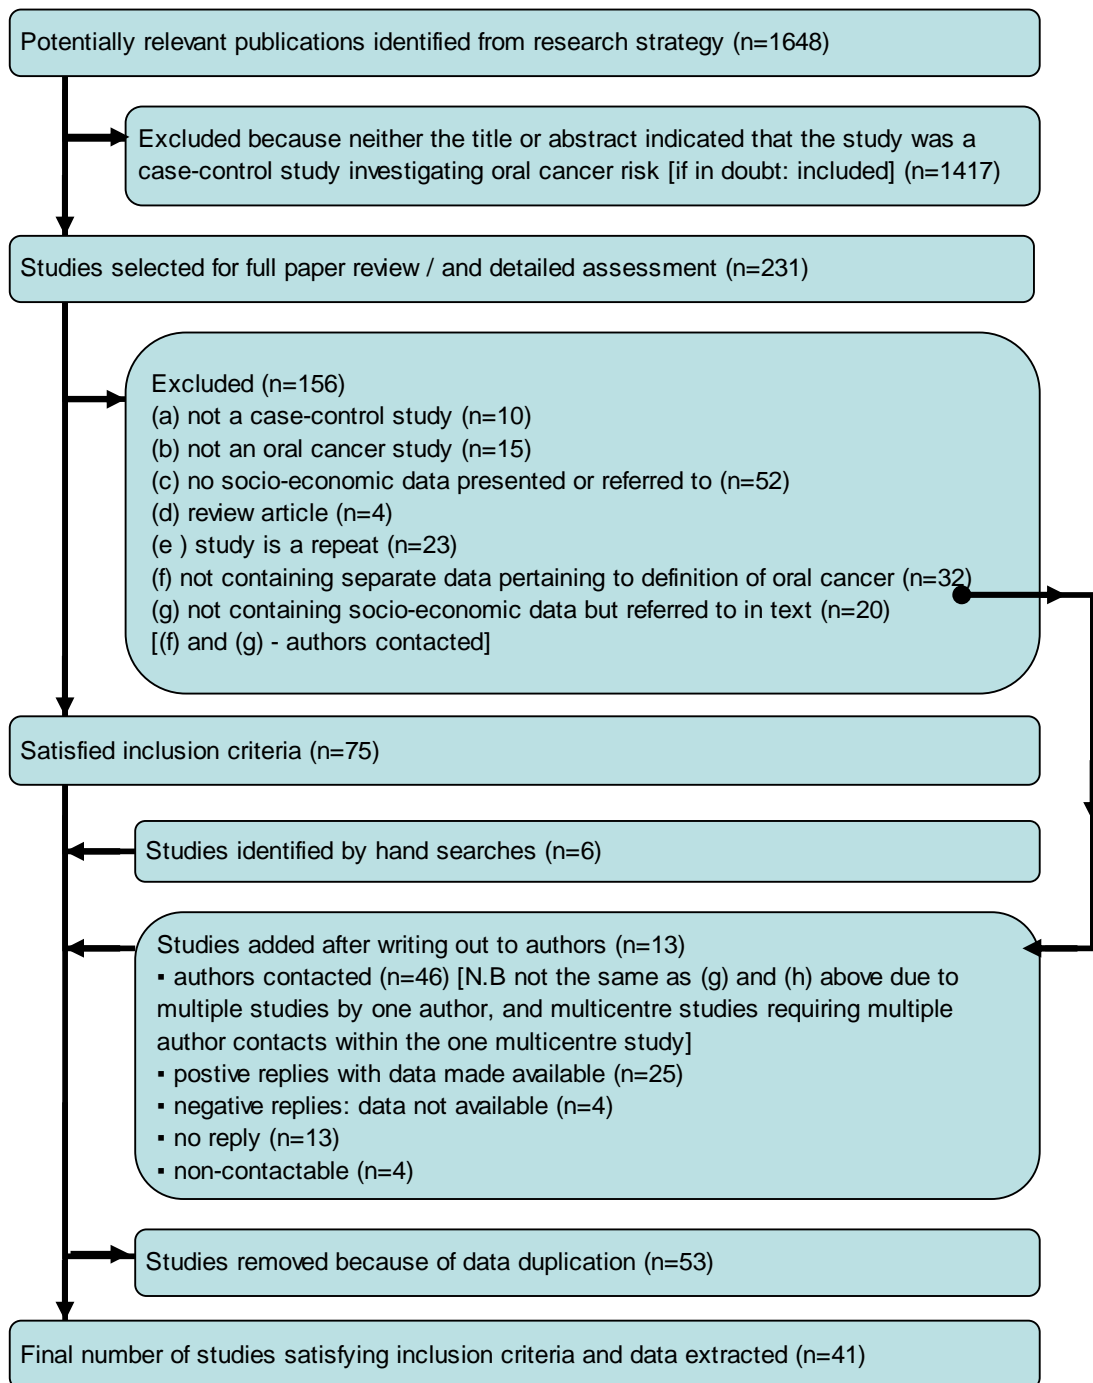 Potentially relevant publications identified from research strategy (n=1648)
Excluded because neither the title or abstract indicated that the study was a
case-control study investigating oral cancer risk [if in doubt: included] (n=1417)
Studies selected for full paper review / and detailed assessment (n=231)
Excluded (n=156)
(a) not a case-control study (n=10)
(b) not an oral cancer study (n=15)
(c) no socio-economic data presented or referred to (n=52)
(d) review article (n=4)
(e ) study is a repeat (n=23)
(f) not containing separate data pertaining to definition of oral cancer (n=32)
(g) not containing socio-economic data but referred to in text (n=20)
[(f) and (g) - authors contacted]
Satisfied inclusion criteria (n=75)
Studies identified by hand searches (n=6)
Studies added after writing out to authors (n=13)
▪ authors contacted (n=46) [N.B not the same as (g) and (h) above due to
multiple studies by one author, and multicentre studies requiring multiple
author contacts within the one multicentre study]
▪ postive replies with data made available (n=25)
▪ negative replies: data not available (n=4)
▪ no reply (n=13)
▪ non-contactable (n=4)
Studies removed because of data duplication (n=53)
Final number of studies satisfying inclusion criteria and data extracted (n=41)